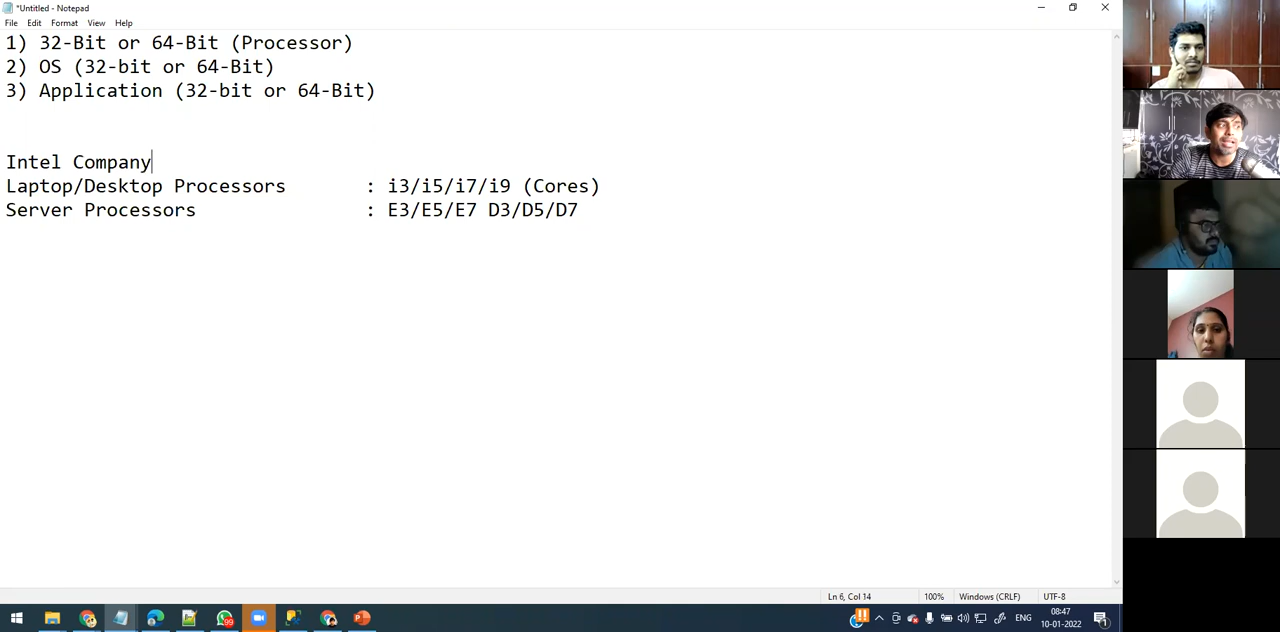 *Untitled - Notepad
File Edit Format View Help
1) 32-Bit or 64-Bit (Processor)
2) OS (32-bit or 64-Bit)
3) Application (32-bit or 64-Bit)
Intel Company
Laptop/Desktop Processors : i3/i5/i7/i9 (Cores)
Server Processors : E3/E5/E7 D3/D5/D7
Ln 6, Col 14 100% Windows (CRLF) UTF-8
99 ENG 08:47 1
10-01-2022